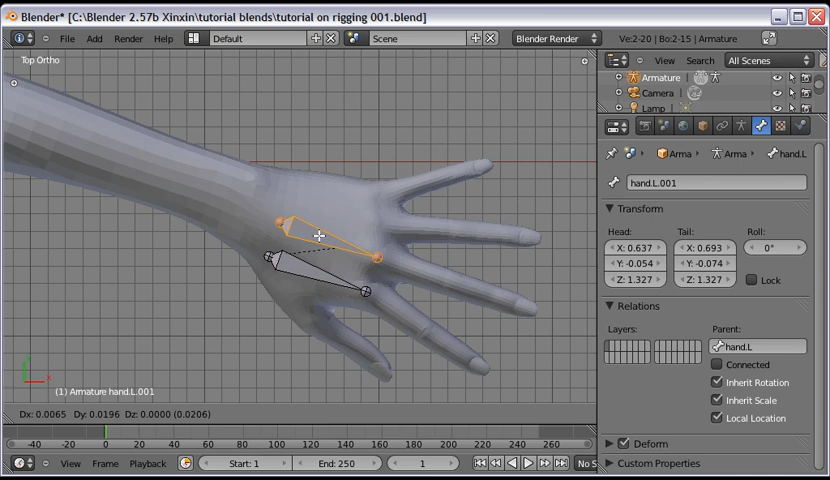 Blender* [C:\Blender 2.57b Xinxin\tutorial blends\tutorial on rigging 001.blend]
File Add Render Help Default Scene Blender Render Ve:2-20 | Bo:2-15 | Armature
Top Ortho
View Search All Scenes
Armature
Camera
Lamp
Arma Arma hand.L
hand.L.001
Transform
Head: Tail: Roll:
X: 0.637 X: 0.693 0°
Y: -0.054 Y: -0.074
Z: 1.327 Z: 1.327 Lock
Relations
Layers: Parent:
hand.L
Connected
Inherit Rotation
Inherit Scale
Local Location
Deform
Custom Properties
Y
X
(1) Armature hand.L.001
Dx: 0.0065 Dy: 0.0196 Dz: 0.0000 (0.0206)
-40 -20 0 20 40 60 80 100 120 140 160 180 200 220 240 260
View Frame Playback Start: 1 End: 250 1 No S